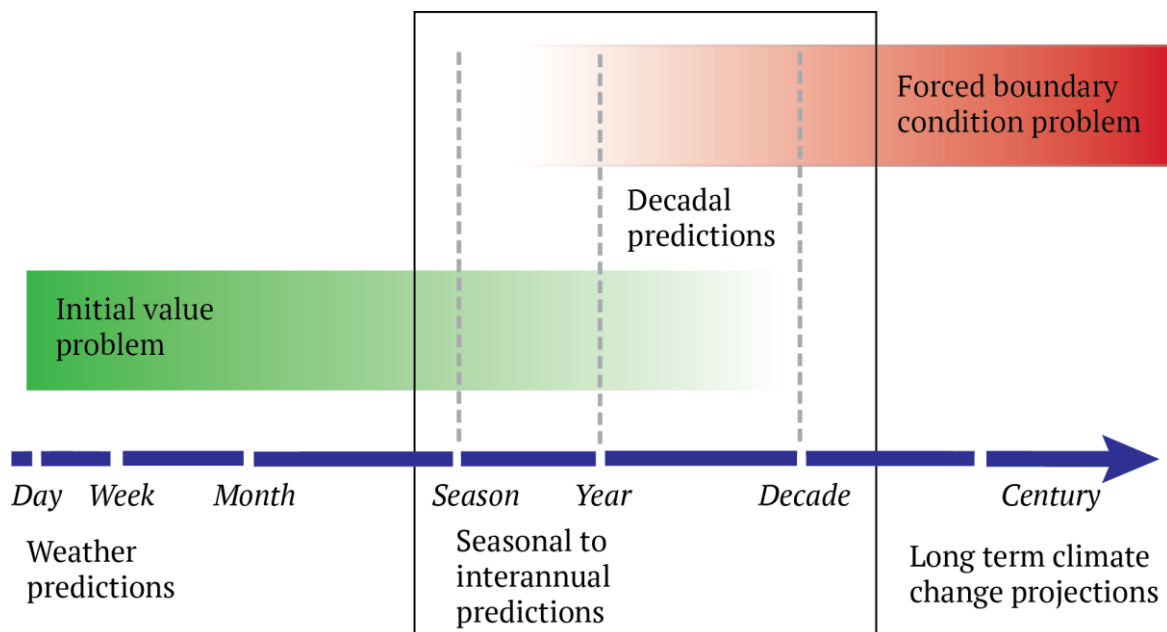 Forced boundary
condition problem
Decadal
predictions
Initial value
problem
Day Week Month Season Year Decade Century
Weather
predictions
Seasonal to
interannual
predictions
Long term climate
change projections